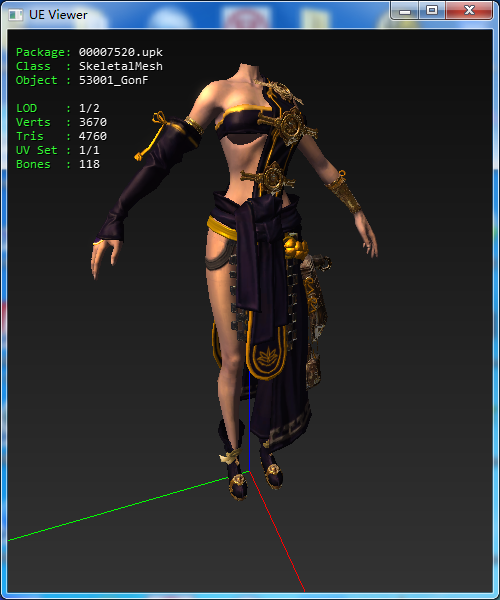 UE Viewer
Package: 00007520.upk
Class : SkeletalMesh
Object : 53001_GonF
LOD : 1/2
Verts : 3670
Tris : 4760
UV Set : 1/1
Bones : 118